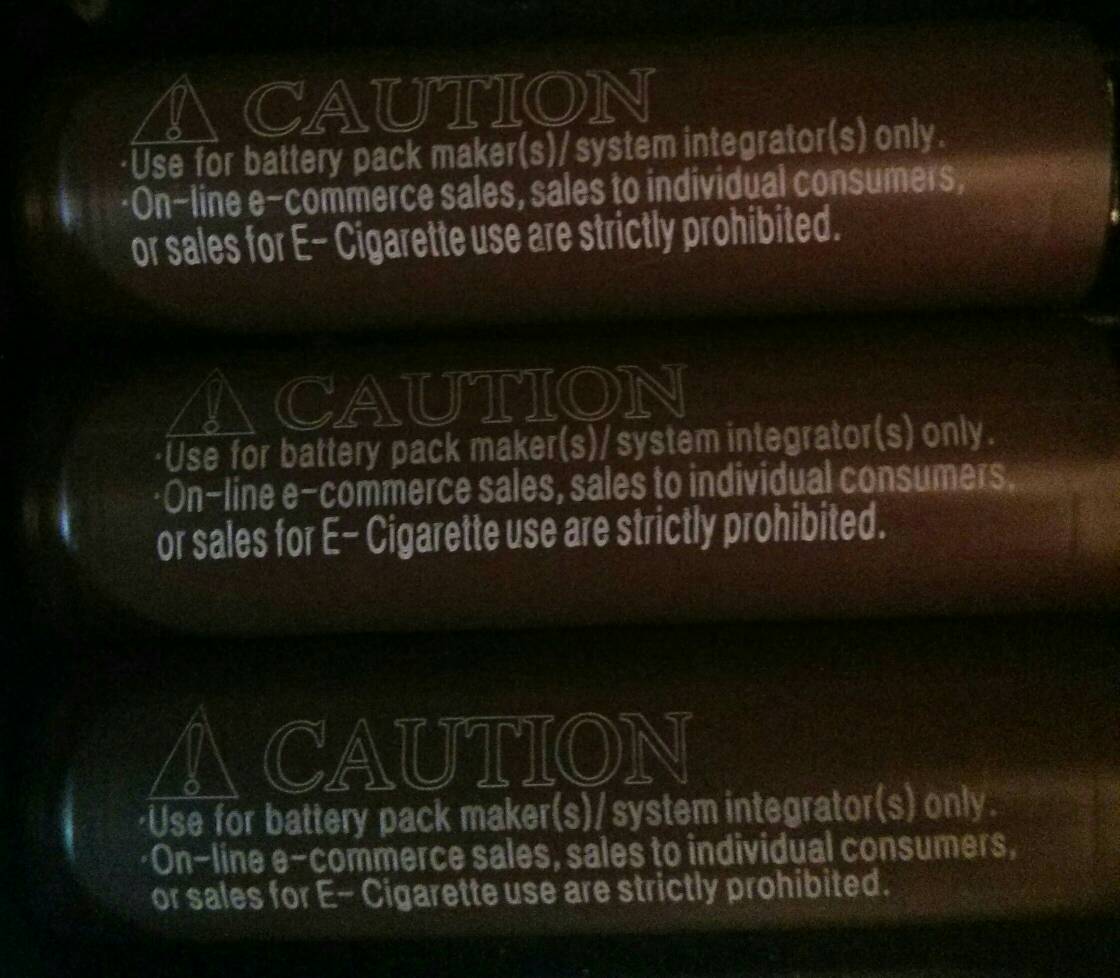 CAUTION
·Use for battery pack maker(s)/ system integrator(s) only.
·On-line e-commerce sales, sales to individual consumers,
or sales for E- Cigarette use are strictly prohibited.
CAUTION
·Use for battery pack maker(s)/ system integrator(s) only.
·On-line e-commerce sales, sales to individual consumers,
or sales for E- Cigarette use are strictly prohibited.
CAUTION
·Use for battery pack maker(s)/ system integrator(s) only.
·On-line e-commerce sales, sales to individual consumers,
or sales for E- Cigarette use are strictly prohibited.